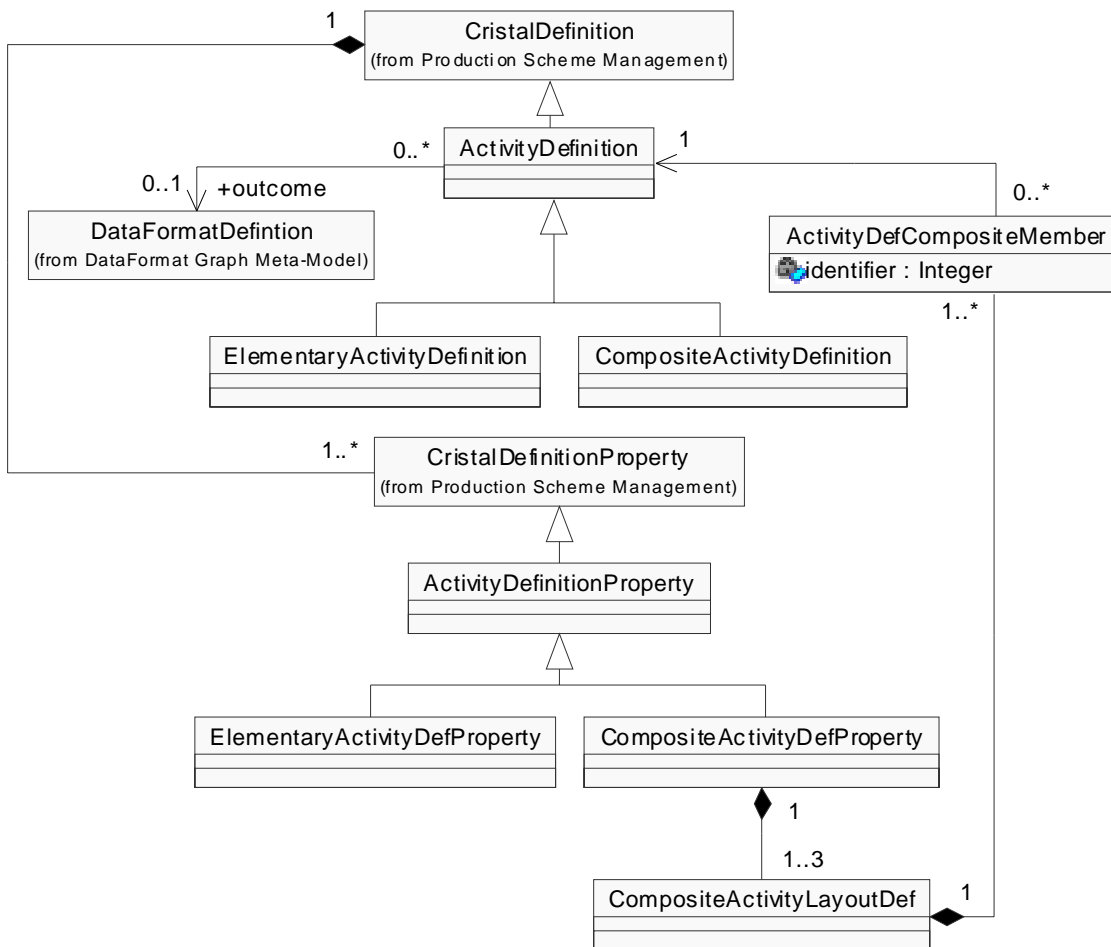 1
CristalDefinition
(from Production Scheme Management)
0..*
ActivityDefinition
1
0..1
+outcome
0..*
DataFormatDefintion
(from DataFormat Graph Meta-Model)
ActivityDefCompositeMember
identifier : Integer
1..*
ElementaryActivityDefinition
CompositeActivityDefinition
1..*
CristalDefinitionProperty
(from Production Scheme Management)
ActivityDefinitionProperty
ElementaryActivityDefProperty
CompositeActivityDefProperty
1
1..3
CompositeActivityLayoutDef
1